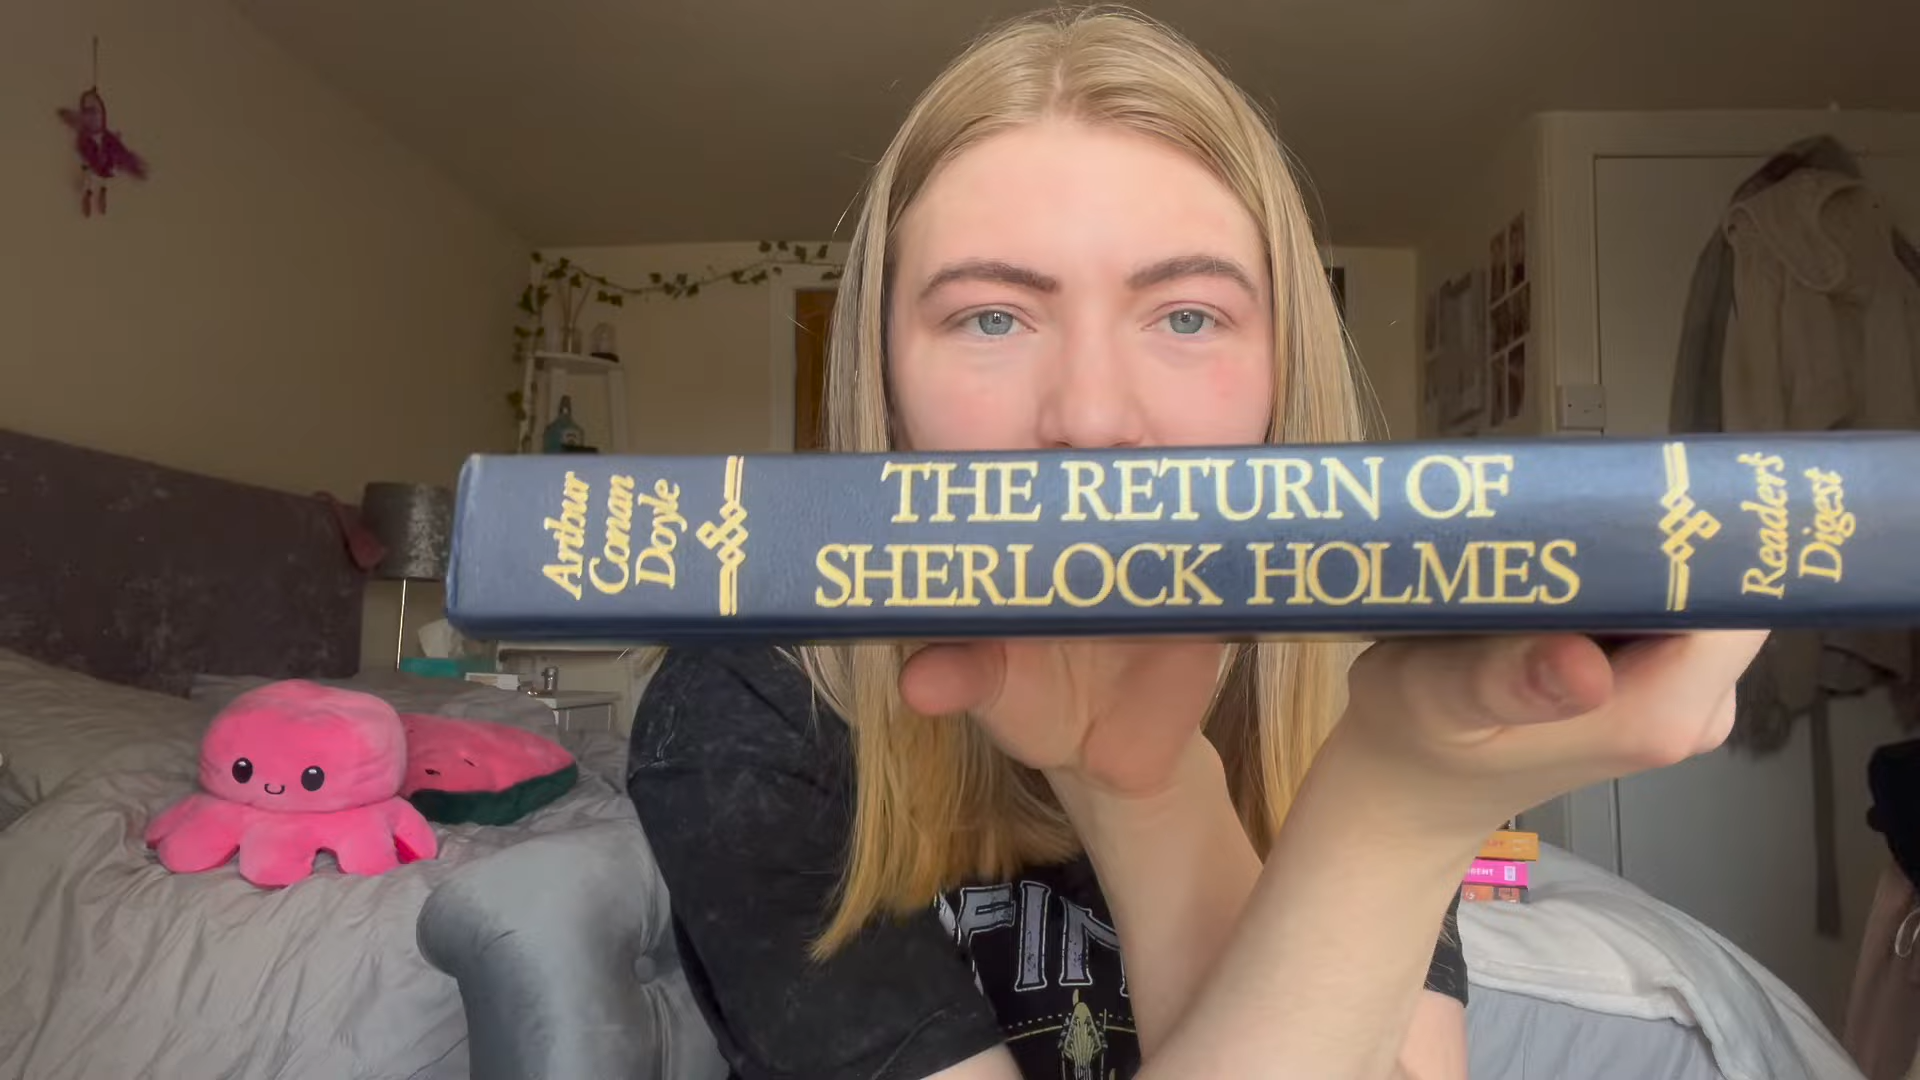 Arthur
Conan
Doyle
THE RETURN OF
SHERLOCK HOLMES
Reader's
Digest